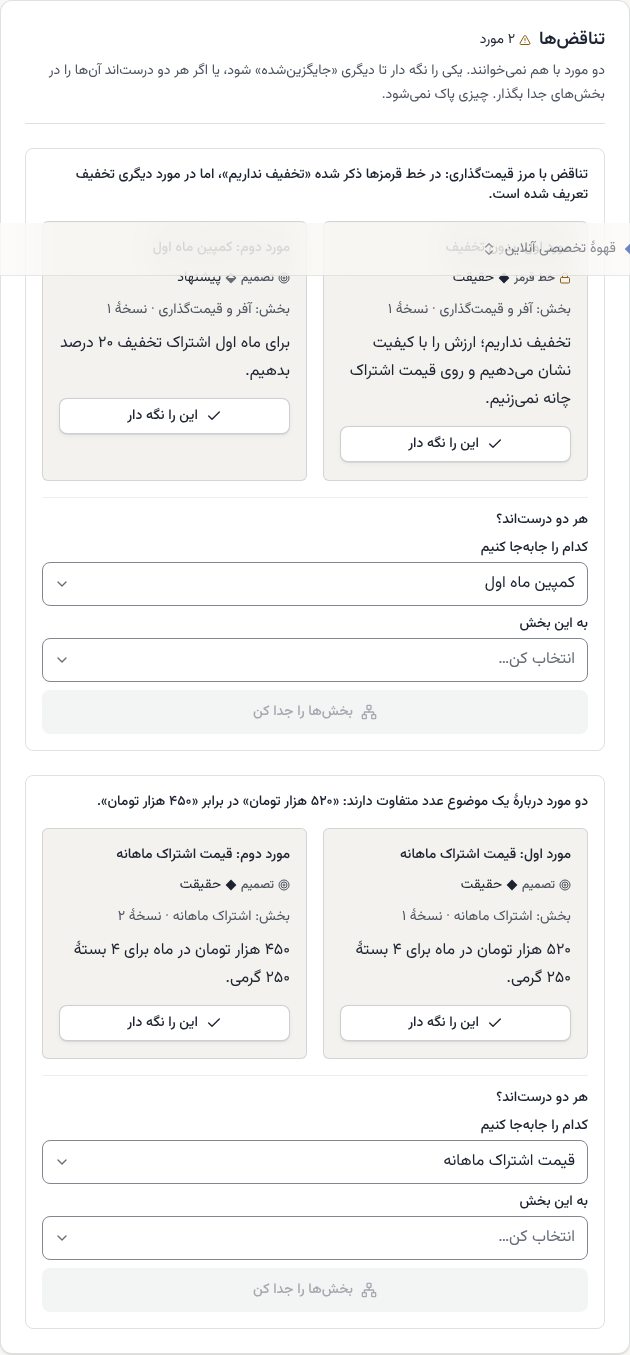 تناقض‌ها ۲ مورد
دو مورد با هم نمی‌خوانند. یکی را نگه دار تا دیگری «جایگزین‌شده» شود، یا اگر هر دو درست‌اند آن‌ها را در
بخش‌های جدا بگذار. چیزی پاک نمی‌شود.
تناقض با مرز قیمت‌گذاری: در خط قرمزها ذکر شده «تخفیف نداریم»، اما در مورد دیگری تخفیف
تعریف شده است.
قهوهٔ تخصصی آنلاین
تخفیف
خط قرمز حقیقت
بخش: آفر و قیمت‌گذاری · نسخهٔ ۱
تخفیف نداریم؛ ارزش را با کیفیت
نشان می‌دهیم و روی قیمت اشتراک
چانه نمی‌زنیم.
این را نگه دار
مورد دوم: کمپین ماه اول
تصمیم پیشنهاد
بخش: آفر و قیمت‌گذاری · نسخهٔ ۱
برای ماه اول اشتراک تخفیف ۲۰ درصد
بدهیم.
این را نگه دار
هر دو درست‌اند؟
کدام را جابه‌جا کنیم
کمپین ماه اول
به این بخش
انتخاب کن...
بخش‌ها را جدا کن
دو مورد دربارهٔ یک موضوع عدد متفاوت دارند: «۵۲۰ هزار تومان» در برابر «۴۵۰ هزار تومان».
مورد اول: قیمت اشتراک ماهانه
تصمیم حقیقت
بخش: اشتراک ماهانه · نسخهٔ ۱
۵۲۰ هزار تومان در ماه برای ۴ بستهٔ
۲۵۰ گرمی.
این را نگه دار
مورد دوم: قیمت اشتراک ماهانه
تصمیم حقیقت
بخش: اشتراک ماهانه · نسخهٔ ۲
۴۵۰ هزار تومان در ماه برای ۴ بستهٔ
۲۵۰ گرمی.
این را نگه دار
هر دو درست‌اند؟
کدام را جابه‌جا کنیم
قیمت اشتراک ماهانه
به این بخش
انتخاب کن...
بخش‌ها را جدا کن